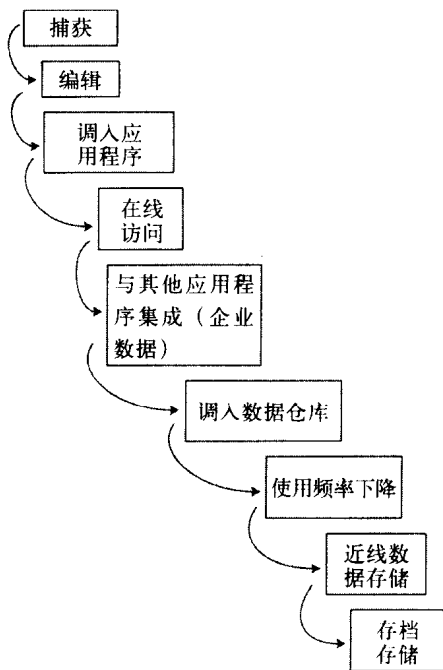 捕获
编辑
调入应
用程序
在线
访问
与其他应用程
序集成（企业
数据）
调入数据仓库
使用频率下降
近线数
据存储
存档
存储